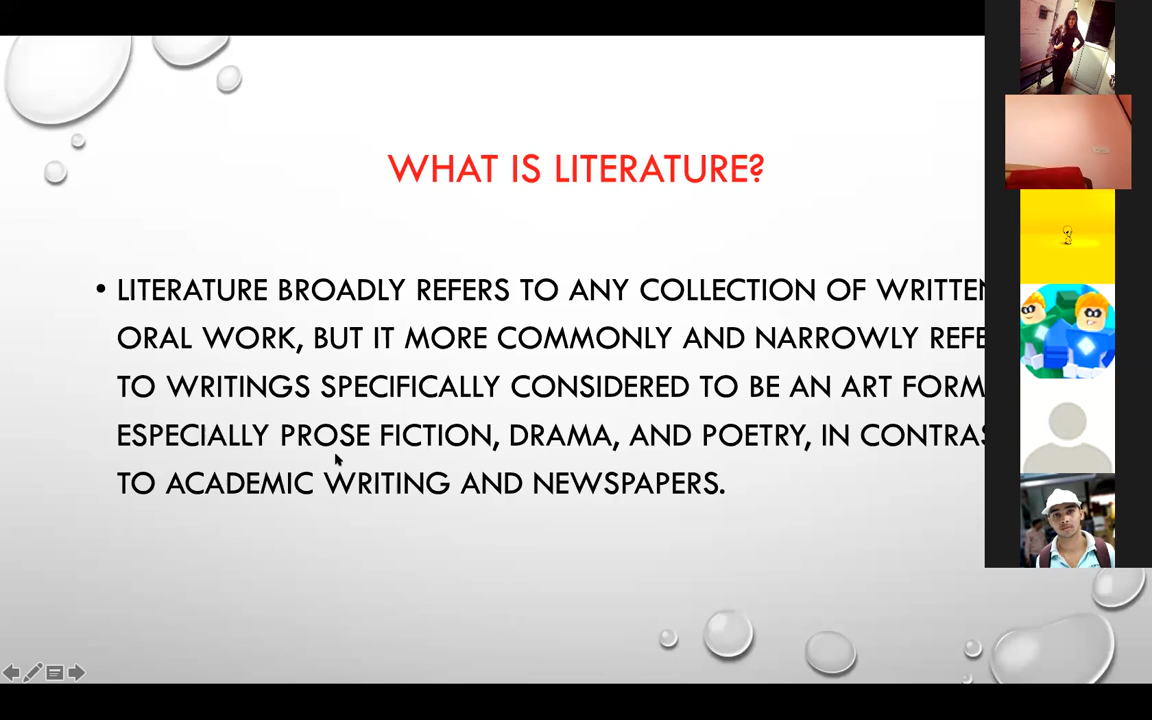 WHAT IS LITERATURE?
• LITERATURE BROADLY REFERS TO ANY COLLECTION OF WRITTEN
ORAL WORK, BUT IT MORE COMMONLY AND NARROWLY REFE
TO WRITINGS SPECIFICALLY CONSIDERED TO BE AN ART FORM
ESPECIALLY PROSE FICTION, DRAMA, AND POETRY, IN CONTRAS
TO ACADEMIC WRITING AND NEWSPAPERS.